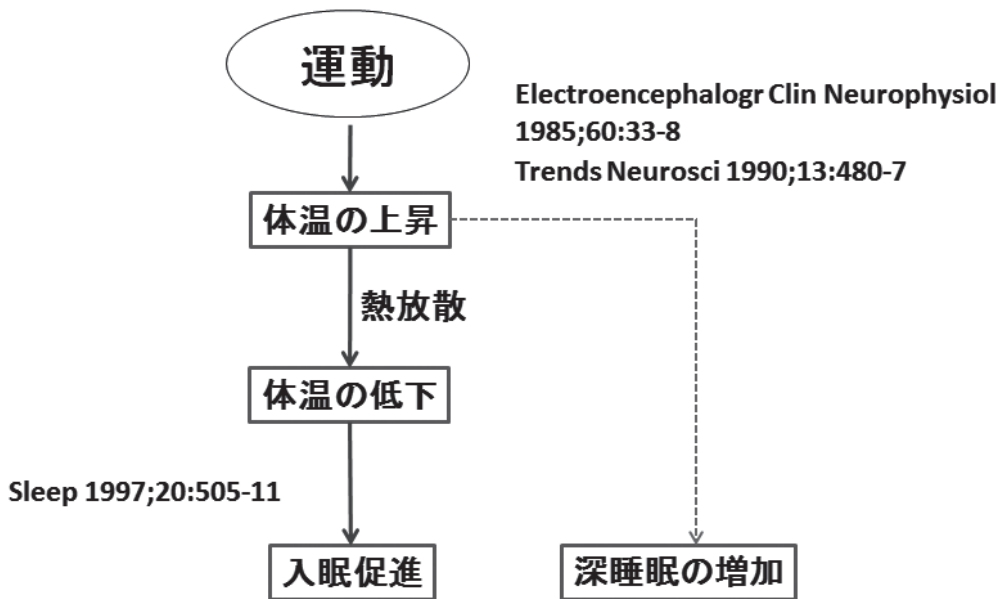 運動
Electroencephalogr Clin Neurophysiol
1985;60:33-8
Trends Neurosci 1990;13:480-7
体温の上昇
熱放散
体温の低下
Sleep 1997;20:505-11
入眠促進
深睡眠の増加